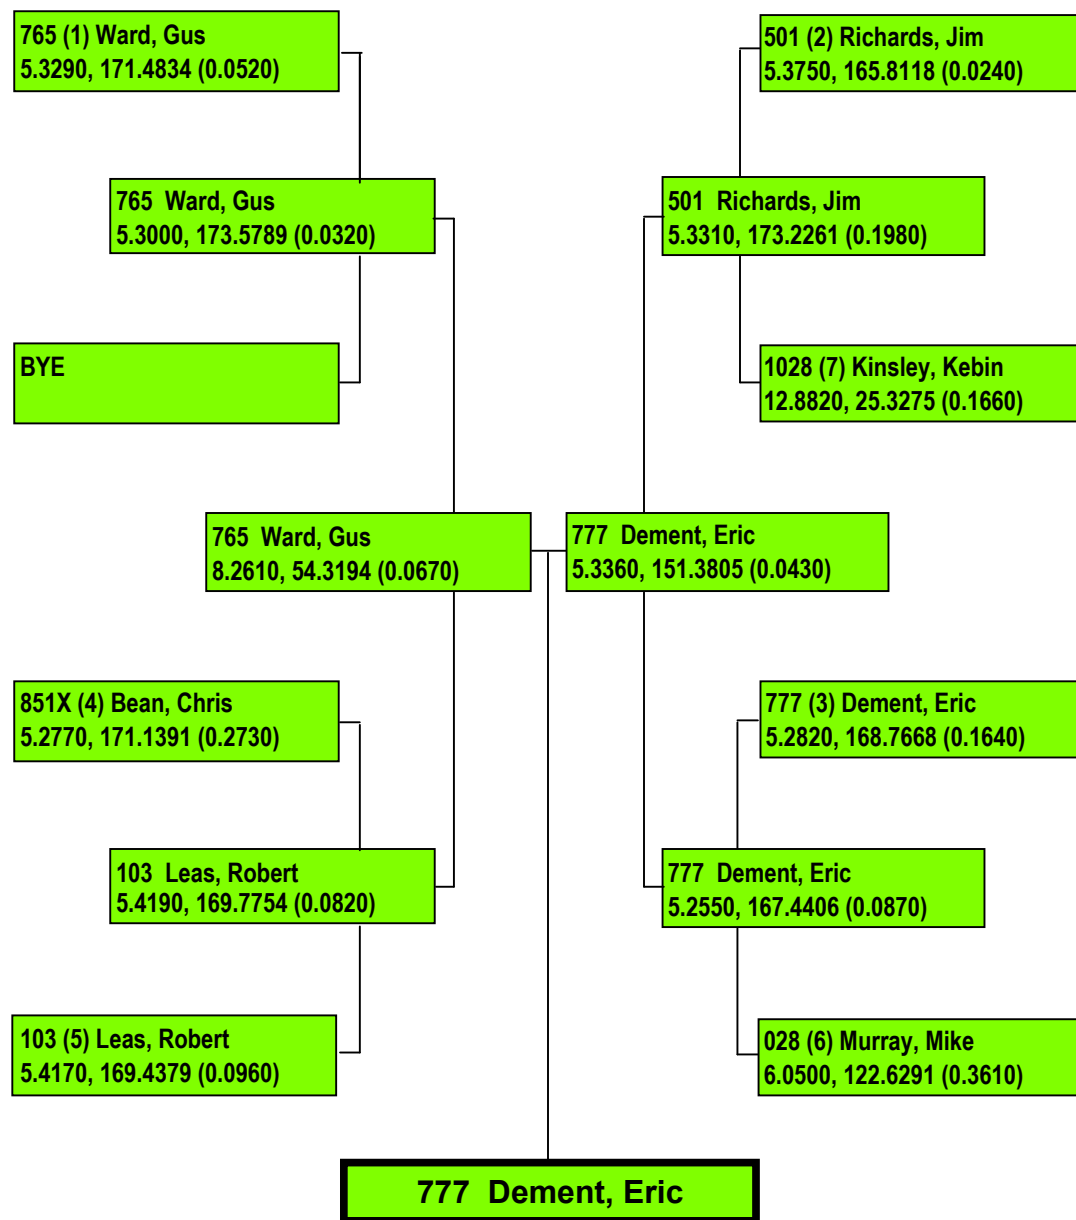 765 (1) Ward, Gus
5.3290, 171.4834 (0.0520)
501 (2) Richards, Jim
5.3750, 165.8118 (0.0240)
765  Ward, Gus
5.3000, 173.5789 (0.0320)
501  Richards, Jim
5.3310, 173.2261 (0.1980)
BYE
1028 (7) Kinsley, Kebin
12.8820, 25.3275 (0.1660)
765  Ward, Gus
8.2610, 54.3194 (0.0670)
777  Dement, Eric
5.3360, 151.3805 (0.0430)
851X (4) Bean, Chris
5.2770, 171.1391 (0.2730)
777 (3) Dement, Eric
5.2820, 168.7668 (0.1640)
103  Leas, Robert
5.4190, 169.7754 (0.0820)
777  Dement, Eric
5.2550, 167.4406 (0.0870)
103 (5) Leas, Robert
5.4170, 169.4379 (0.0960)
028 (6) Murray, Mike
6.0500, 122.6291 (0.3610)
777  Dement, Eric